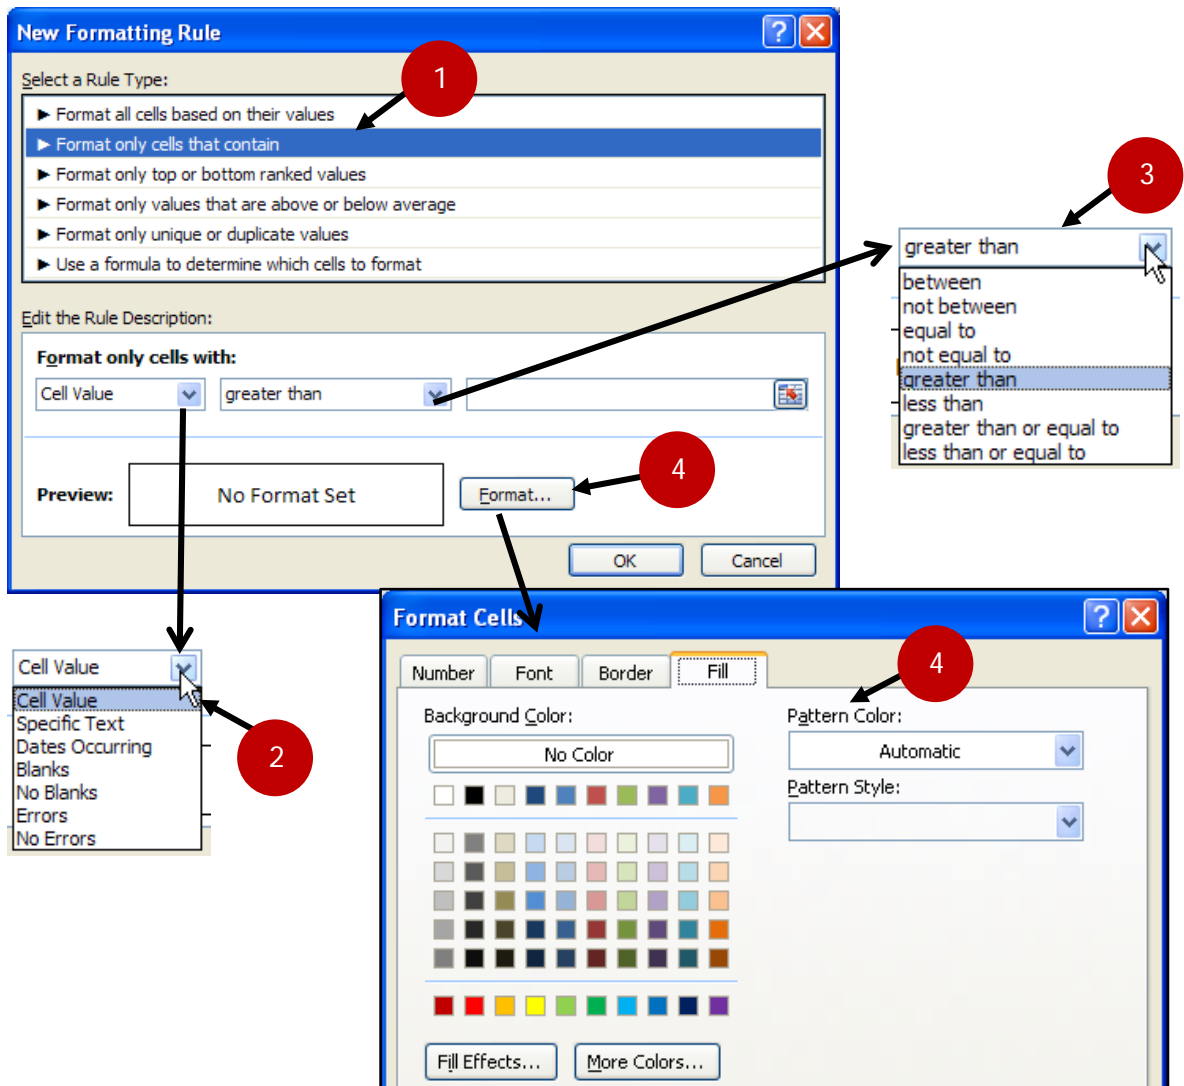 New Formatting Rule
?
1
Select a Rule Type:
► Format all cells based on their values
► Format only cells that contain
► Format only top or bottom ranked values
► Format only values that are above or below average
► Format only unique or duplicate values
► Use a formula to determine which cells to format
Edit the Rule Description:
Format only cells with:
Cell Value
greater than
4
Preview:
No Format Set
Format...
OK
Cancel
3
greater than
between
not between
equal to
not equal to
greater than
less than
greater than or equal to
less than or equal to
Cell Value
Cell Value
Specific Text
Dates Occurring
Blanks
No Blanks
Errors
No Errors
2
Format Cells
?
4
Number
Font
Border
Fill
Background Color:
No Color
Pattern Color:
Automatic
Pattern Style:
Fill Effects...
More Colors...